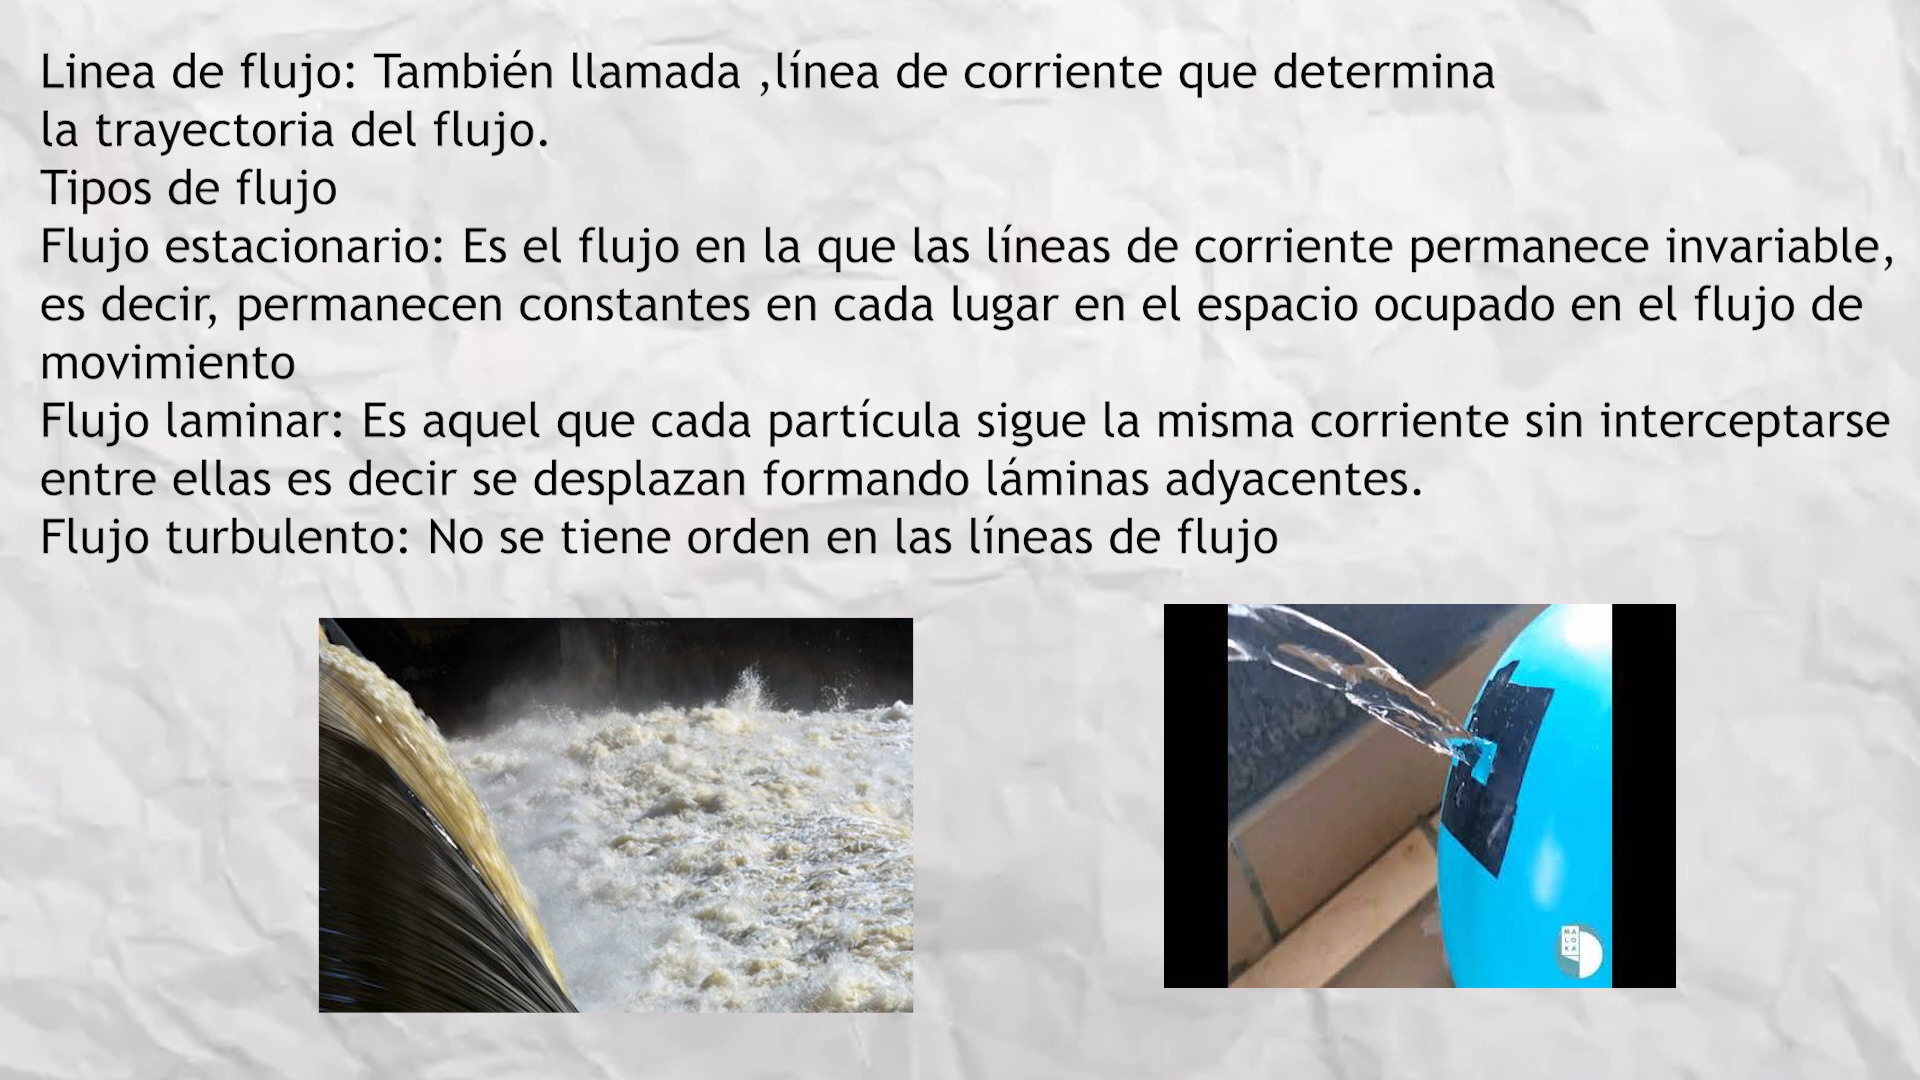 Linea de flujo: También llamada ,línea de corriente que determina
la trayectoria del flujo.
Tipos de flujo
Flujo estacionario: Es el flujo en la que las líneas de corriente permanece invariable,
es decir, permanecen constantes en cada lugar en el espacio ocupado en el flujo de
movimiento
Flujo laminar: Es aquel que cada partícula sigue la misma corriente sin interceptarse
entre ellas es decir se desplazan formando láminas adyacentes.
Flujo turbulento: No se tiene orden en las líneas de flujo
MA
LO
KA